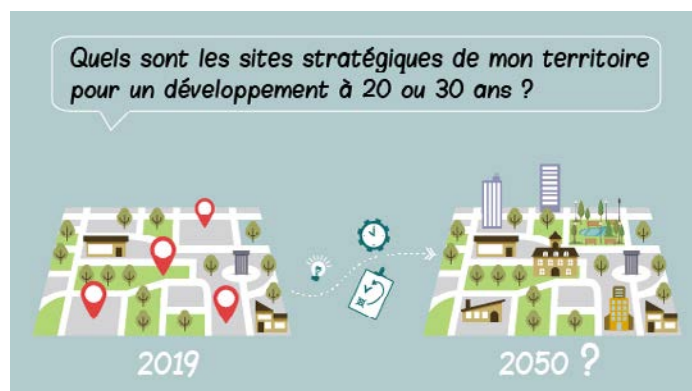 Quels sont les sites stratégiques de mon territoire
pour un développement à 20 ou 30 ans ?
2019
2050 ?